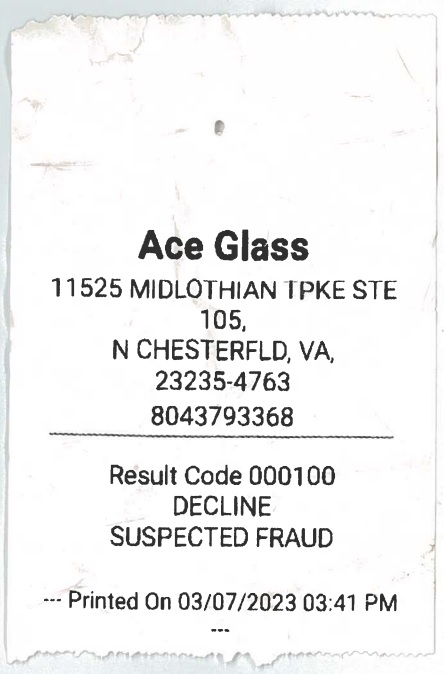 Ace Glass
11525 MIDLOTHIAN TPKE STE
105,
N CHESTERFLD, VA,
23235-4763
8043793368
Result Code 000100
DECLINE
SUSPECTED FRAUD
--- Printed On 03/07/2023 03:41 PM
---